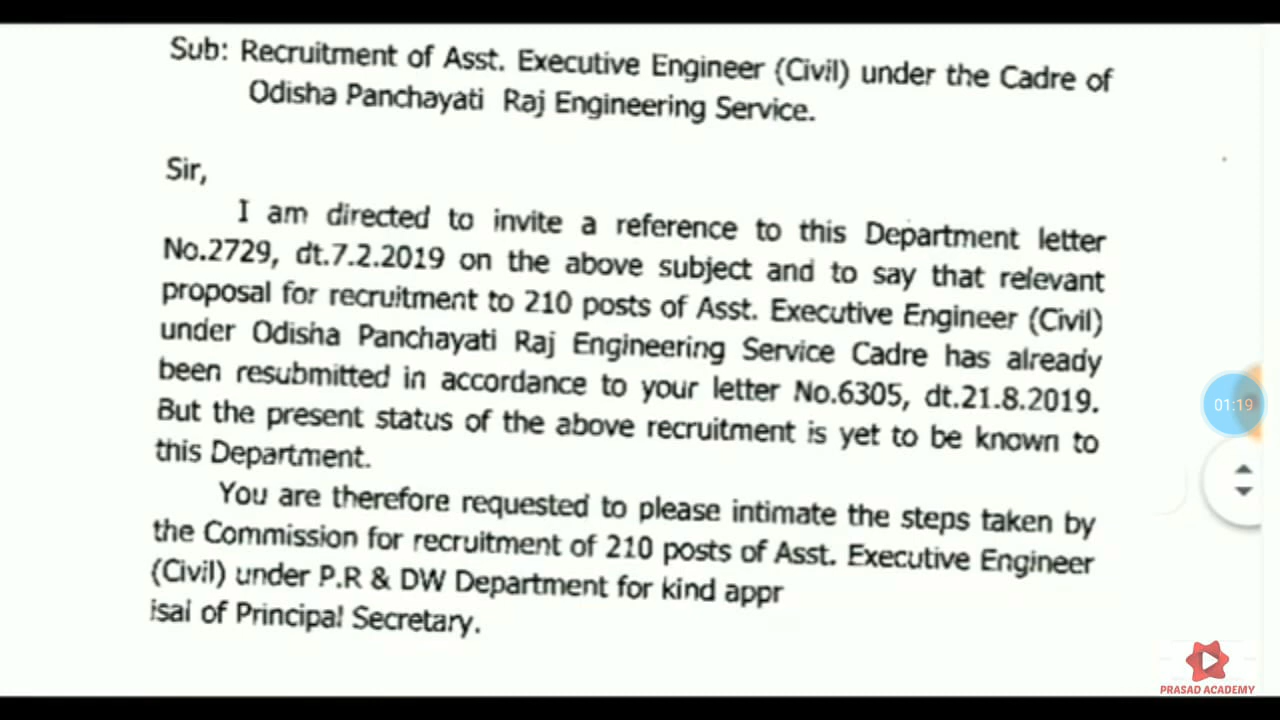 Sub: Recruitment of Asst. Executive Engineer (Civil) under the Cadre of
Odisha Panchayati Raj Engineering Service.
Sir,
I am directed to invite a reference to this Department letter
No.2729, dt.7.2.2019 on the above subject and to say that relevant
proposal for recruitment to 210 posts of Asst. Executive Engineer (Civil)
under Odisha Panchayati Raj Engineering Service Cadre has already
been resubmitted in accordance to your letter No.6305, dt.21.8.2019.
But the present status of the above recruitment is yet to be known to
this Department.
You are therefore requested to please intimate the steps taken by
the Commission for recruitment of 210 posts of Asst. Executive Engineer
(Civil) under P.R & DW Department for kind appr
isal of Principal Secretary.
01:19
PRASAD ACADEMY